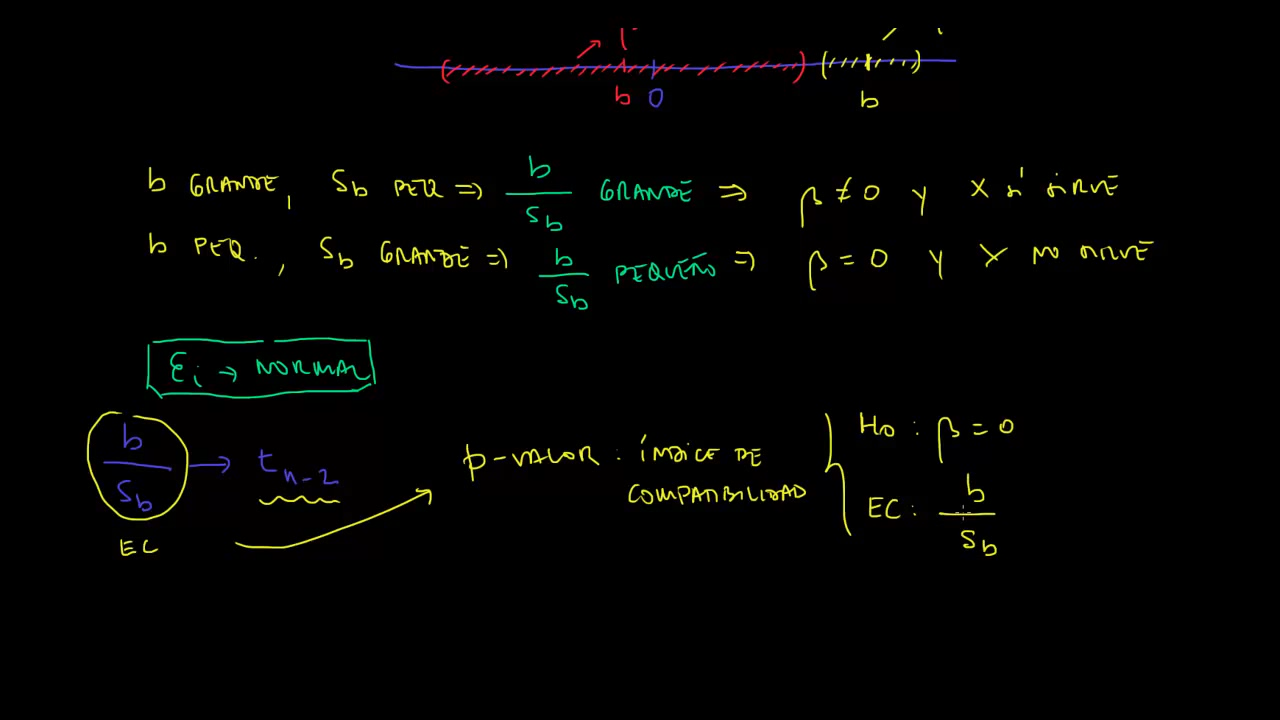 b 0 b
b GRANDE, Sb PEQ ⇒ b/Sb GRANDE ⇒ β ≠ 0 y X SÍ SIRVE
b PEQ., Sb GRANDE ⇒ b/Sb PEQUEÑO ⇒ β = 0 y X NO SIRVE
εi → NORMAL
b/Sb → tn-2
EC
p-VALOR : ÍNDICE DE
COMPATIBILIDAD
H0 : β = 0
EC : b/Sb